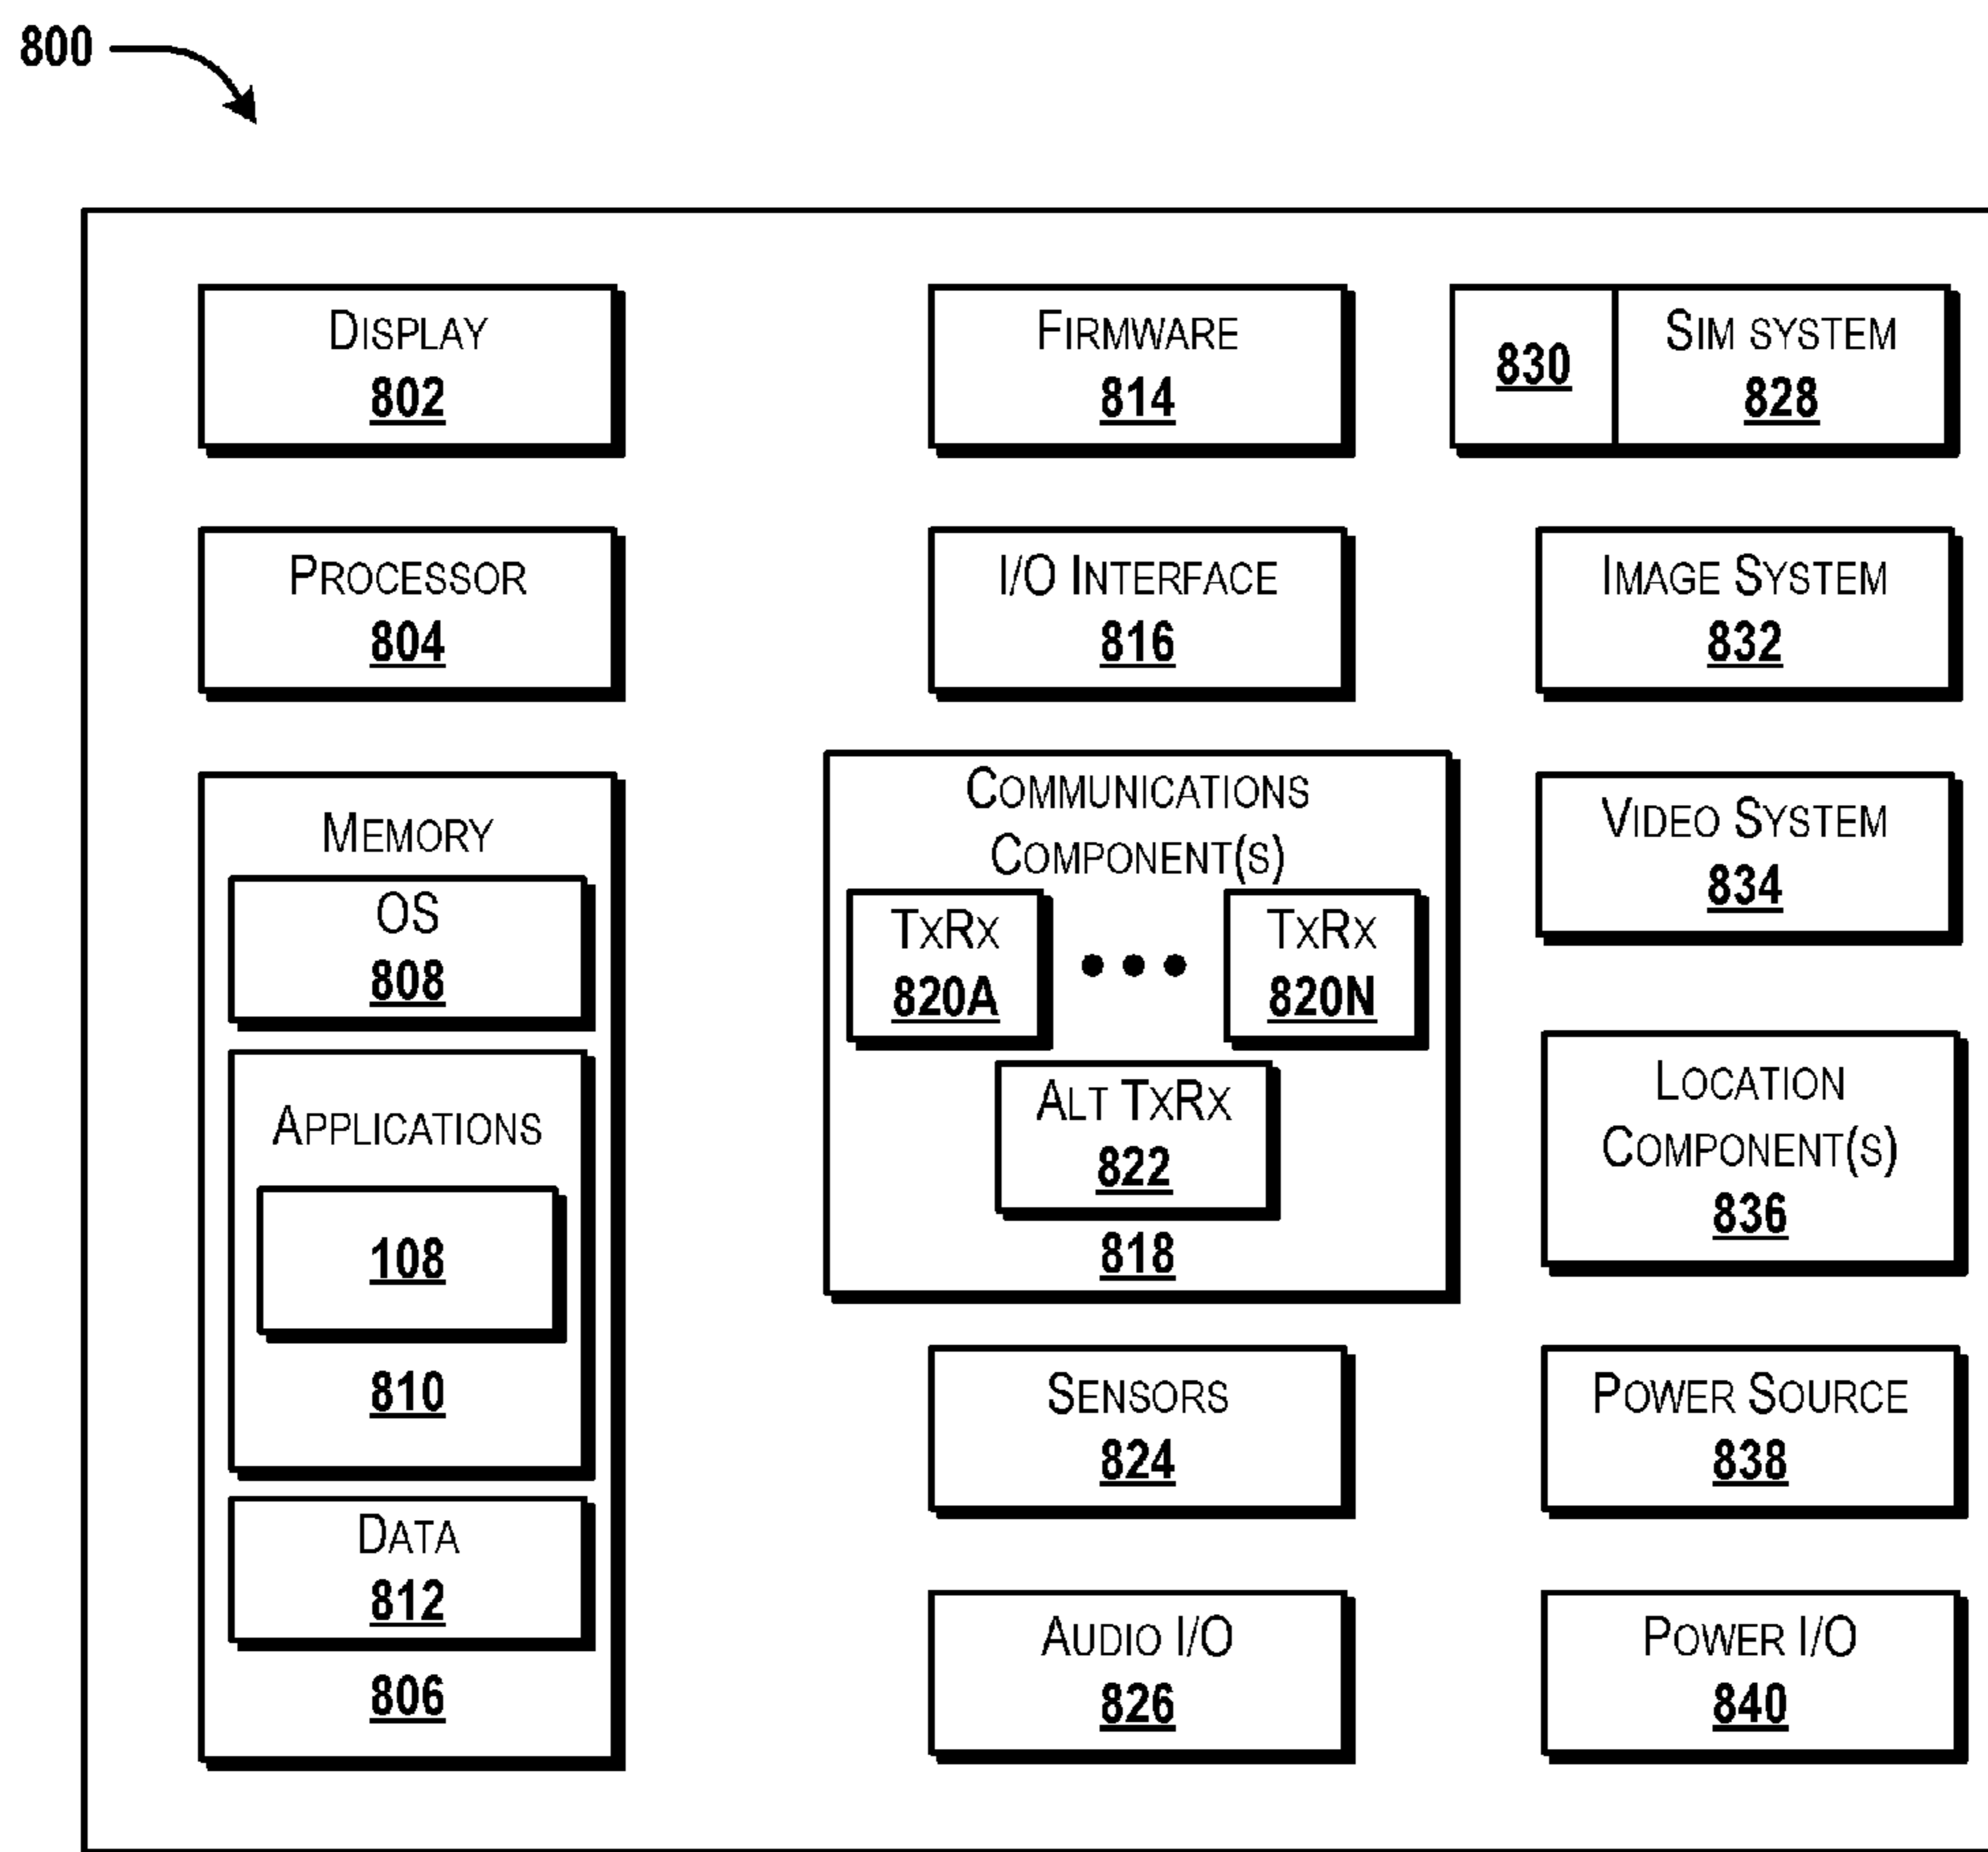 800
DISPLAY
802
PROCESSOR
804
MEMORY
OS
808
APPLICATIONS
108
810
DATA
812
806
FIRMWARE
814
I/O INTERFACE
816
COMMUNICATIONS
COMPONENT(S)
TXRX
820A
TXRX
820N
ALT TXRX
822
818
SENSORS
824
AUDIO I/O
826
830
SIM SYSTEM
828
IMAGE SYSTEM
832
VIDEO SYSTEM
834
LOCATION
COMPONENT(S)
836
POWER SOURCE
838
POWER I/O
840